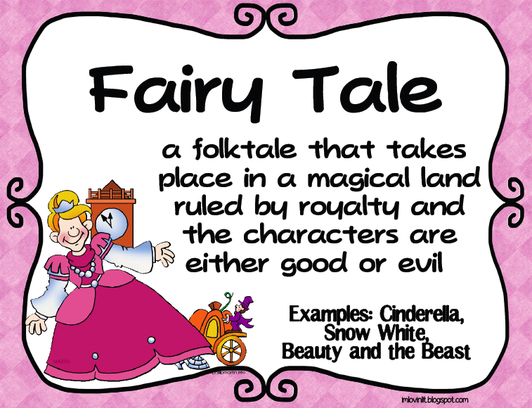 Fairy Tale
a folktale that takes
place in a magical land
ruled by royalty and
the characters are
either good or evil
Examples: Cinderella,
Snow White,
Beauty and the Beast
imlovinlit.blogspot.com